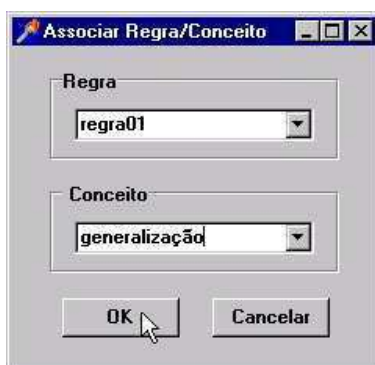 Associar Regra/Conceito
Regra
regra01
Conceito
generalização
OK
Cancelar